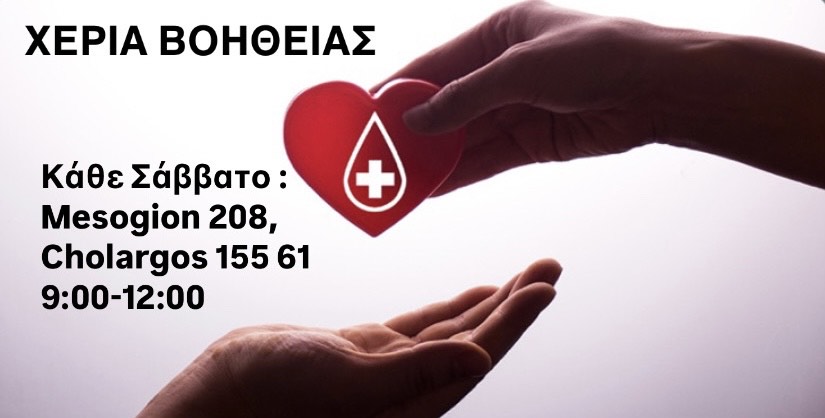 ΧΕΡΙΑ ΒΟΗΘΕΙΑΣ
Κάθε Σάββατο :
Mesogion 208,
Cholargos 155 61
9:00-12:00